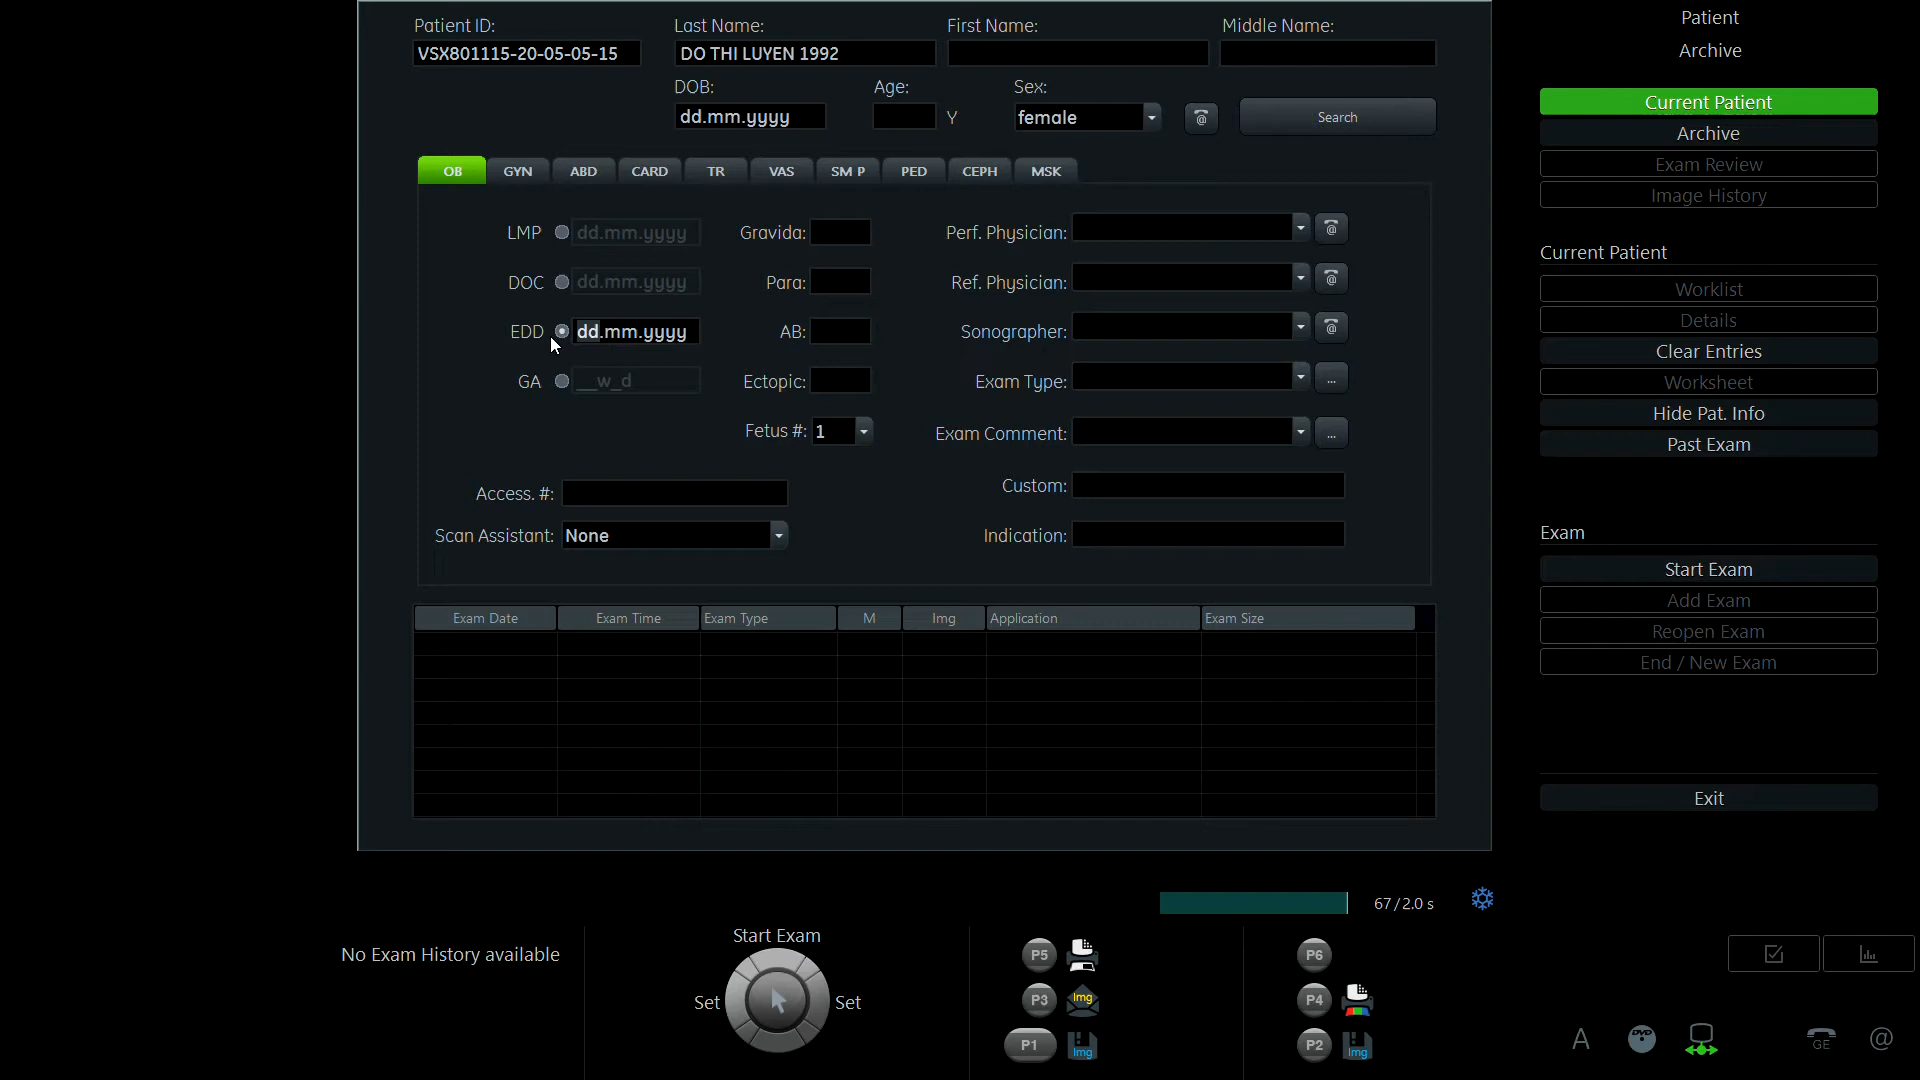 Patient ID: Last Name: First Name: Middle Name:
VSX801115-20-05-05-15 DO THI LUYEN 1992
DOB: Age: Sex:
dd.mm.yyyy Y female @ Search
OB GYN ABD CARD TR VAS SM P PED CEPH MSK
LMP dd.mm.yyyy Gravida: Perf. Physician: @
DOC dd.mm.yyyy Para: Ref. Physician: @
EDD dd.mm.yyyy AB: Sonographer: @
GA __w_d Ectopic: Exam Type: ...
Fetus #: 1 Exam Comment: ...
Access. #: Custom:
Scan Assistant: None Indication:
Exam Date Exam Time Exam Type M Img Application Exam Size
Patient
Archive
Current Patient
Archive
Exam Review
Image History
Current Patient
Worklist
Details
Clear Entries
Worksheet
Hide Pat. Info
Past Exam
Exam
Start Exam
Add Exam
Reopen Exam
End / New Exam
Exit
67/2.0 s
No Exam History available
Start Exam
Set Set
P5 P6
P3 Img P4
P1 Img P2 Img
A DVD GE @